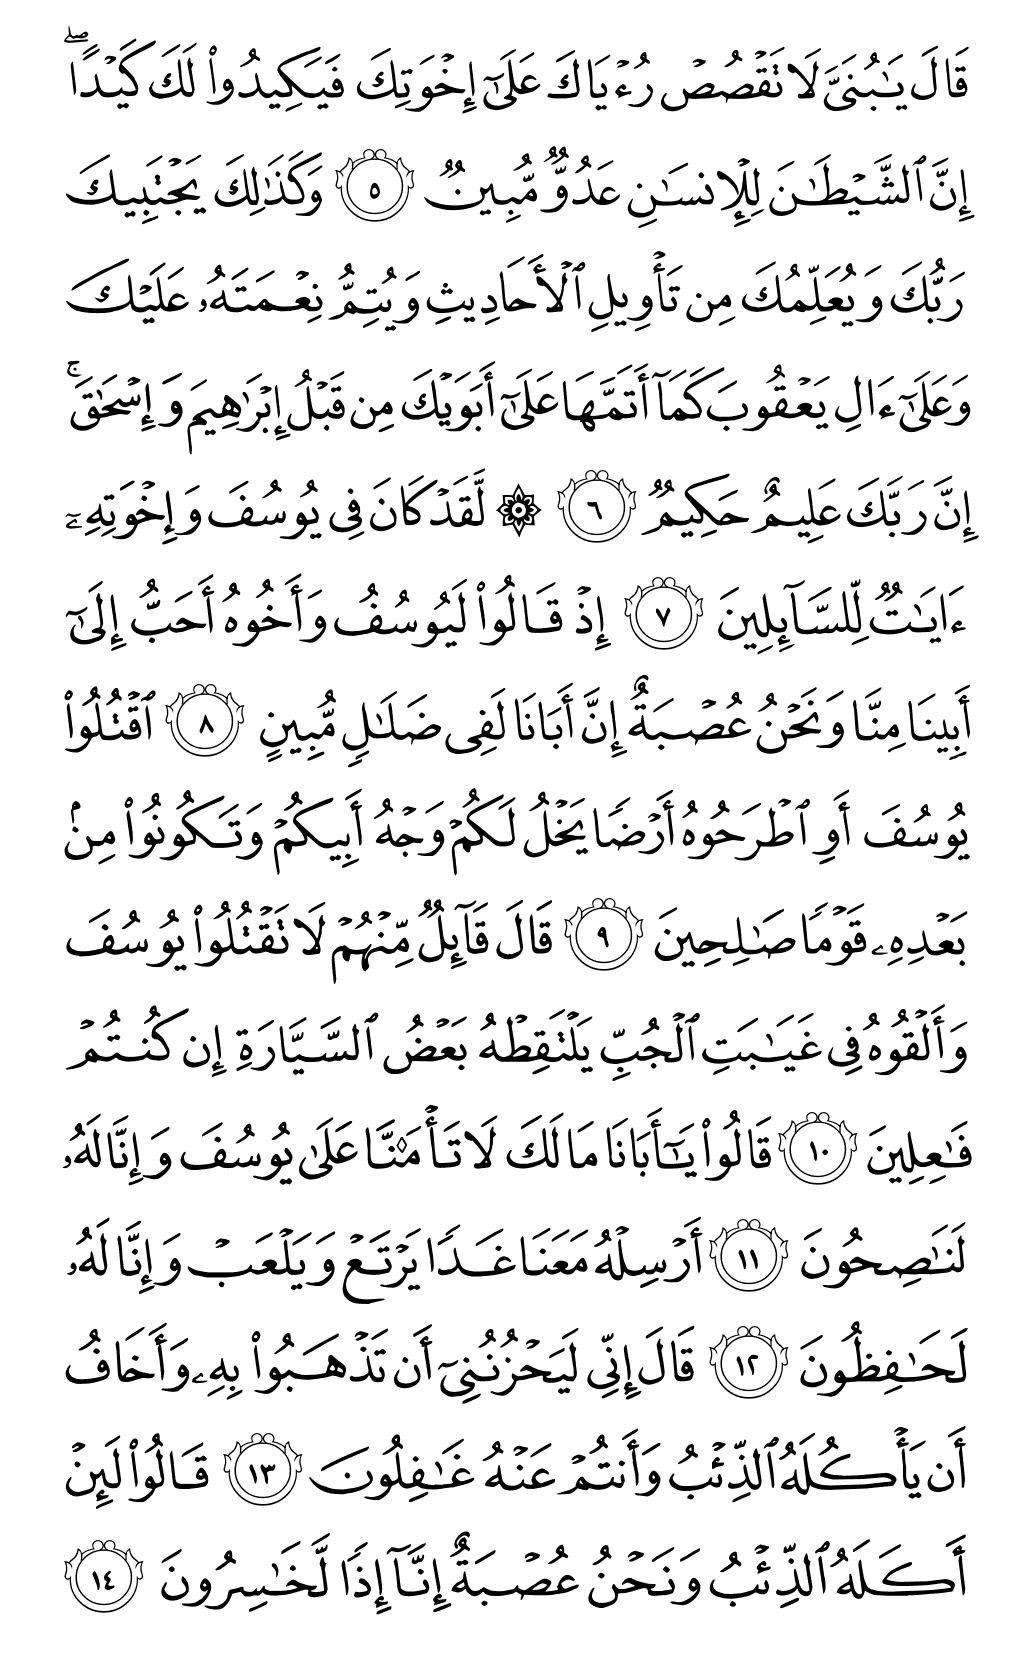 قَالَ يَٰبُنَىَّ لَا تَقْصُصْ رُءْيَاكَ عَلَىٰٓ إِخْوَتِكَ فَيَكِيدُوا۟ لَكَ كَيْدًا ۖ
إِنَّ ٱلشَّيْطَٰنَ لِلْإِنسَٰنِ عَدُوٌّ مُّبِينٌ ٥ وَكَذَٰلِكَ يَجْتَبِيكَ
رَبُّكَ وَيُعَلِّمُكَ مِن تَأْوِيلِ ٱلْأَحَادِيثِ وَيُتِمُّ نِعْمَتَهُۥ عَلَيْكَ
وَعَلَىٰٓ ءَالِ يَعْقُوبَ كَمَآ أَتَمَّهَا عَلَىٰٓ أَبَوَيْكَ مِن قَبْلُ إِبْرَٰهِيمَ وَإِسْحَٰقَ ۚ
إِنَّ رَبَّكَ عَلِيمٌ حَكِيمٌ ٦ ۞ لَّقَدْ كَانَ فِى يُوسُفَ وَإِخْوَتِهِۦٓ
ءَايَٰتٌ لِّلسَّآئِلِينَ ٧ إِذْ قَالُوا۟ لَيُوسُفُ وَأَخُوهُ أَحَبُّ إِلَىٰٓ
أَبِينَا مِنَّا وَنَحْنُ عُصْبَةٌ إِنَّ أَبَانَا لَفِى ضَلَٰلٍ مُّبِينٍ ٨ ٱقْتُلُوا۟
يُوسُفَ أَوِ ٱطْرَحُوهُ أَرْضًا يَخْلُ لَكُمْ وَجْهُ أَبِيكُمْ وَتَكُونُوا۟ مِنۢ
بَعْدِهِۦ قَوْمًا صَٰلِحِينَ ٩ قَالَ قَآئِلٌ مِّنْهُمْ لَا تَقْتُلُوا۟ يُوسُفَ
وَأَلْقُوهُ فِى غَيَٰبَتِ ٱلْجُبِّ يَلْتَقِطْهُ بَعْضُ ٱلسَّيَّارَةِ إِن كُنتُمْ
فَٰعِلِينَ ١٠ قَالُوا۟ يَٰٓأَبَانَا مَا لَكَ لَا تَأْمَ۫نَّا عَلَىٰ يُوسُفَ وَإِنَّا لَهُۥ
لَنَٰصِحُونَ ١١ أَرْسِلْهُ مَعَنَا غَدًا يَرْتَعْ وَيَلْعَبْ وَإِنَّا لَهُۥ
لَحَٰفِظُونَ ١٢ قَالَ إِنِّى لَيَحْزُنُنِىٓ أَن تَذْهَبُوا۟ بِهِۦ وَأَخَافُ
أَن يَأْكُلَهُ ٱلذِّئْبُ وَأَنتُمْ عَنْهُ غَٰفِلُونَ ١٣ قَالُوا۟ لَئِنْ
أَكَلَهُ ٱلذِّئْبُ وَنَحْنُ عُصْبَةٌ إِنَّآ إِذًا لَّخَٰسِرُونَ ١٤